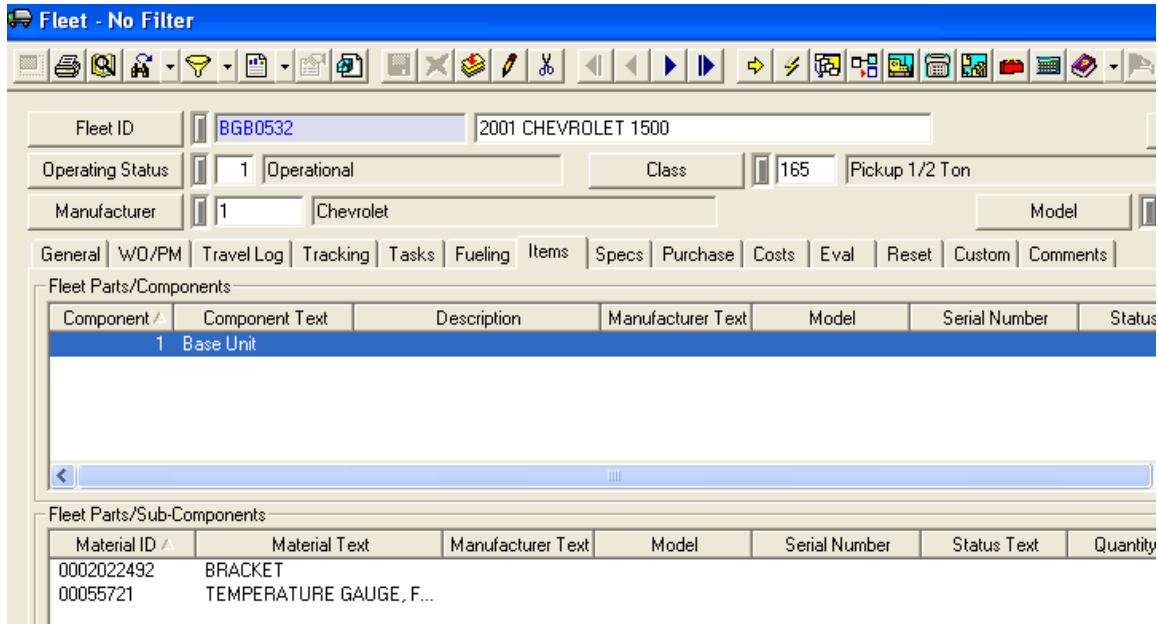 Fleet - No Filter
Fleet ID BGB0532 2001 CHEVROLET 1500
Operating Status 1 Operational Class 165 Pickup 1/2 Ton
Manufacturer 1 Chevrolet Model
General WO/PM Travel Log Tracking Tasks Fueling Items Specs Purchase Costs Eval Reset Custom Comments
Fleet Parts/Components
Component Component Text Description Manufacturer Text Model Serial Number Status
1 Base Unit
Fleet Parts/Sub-Components
Material ID Material Text Manufacturer Text Model Serial Number Status Text Quantity
0002022492 BRACKET
00055721 TEMPERATURE GAUGE, F...